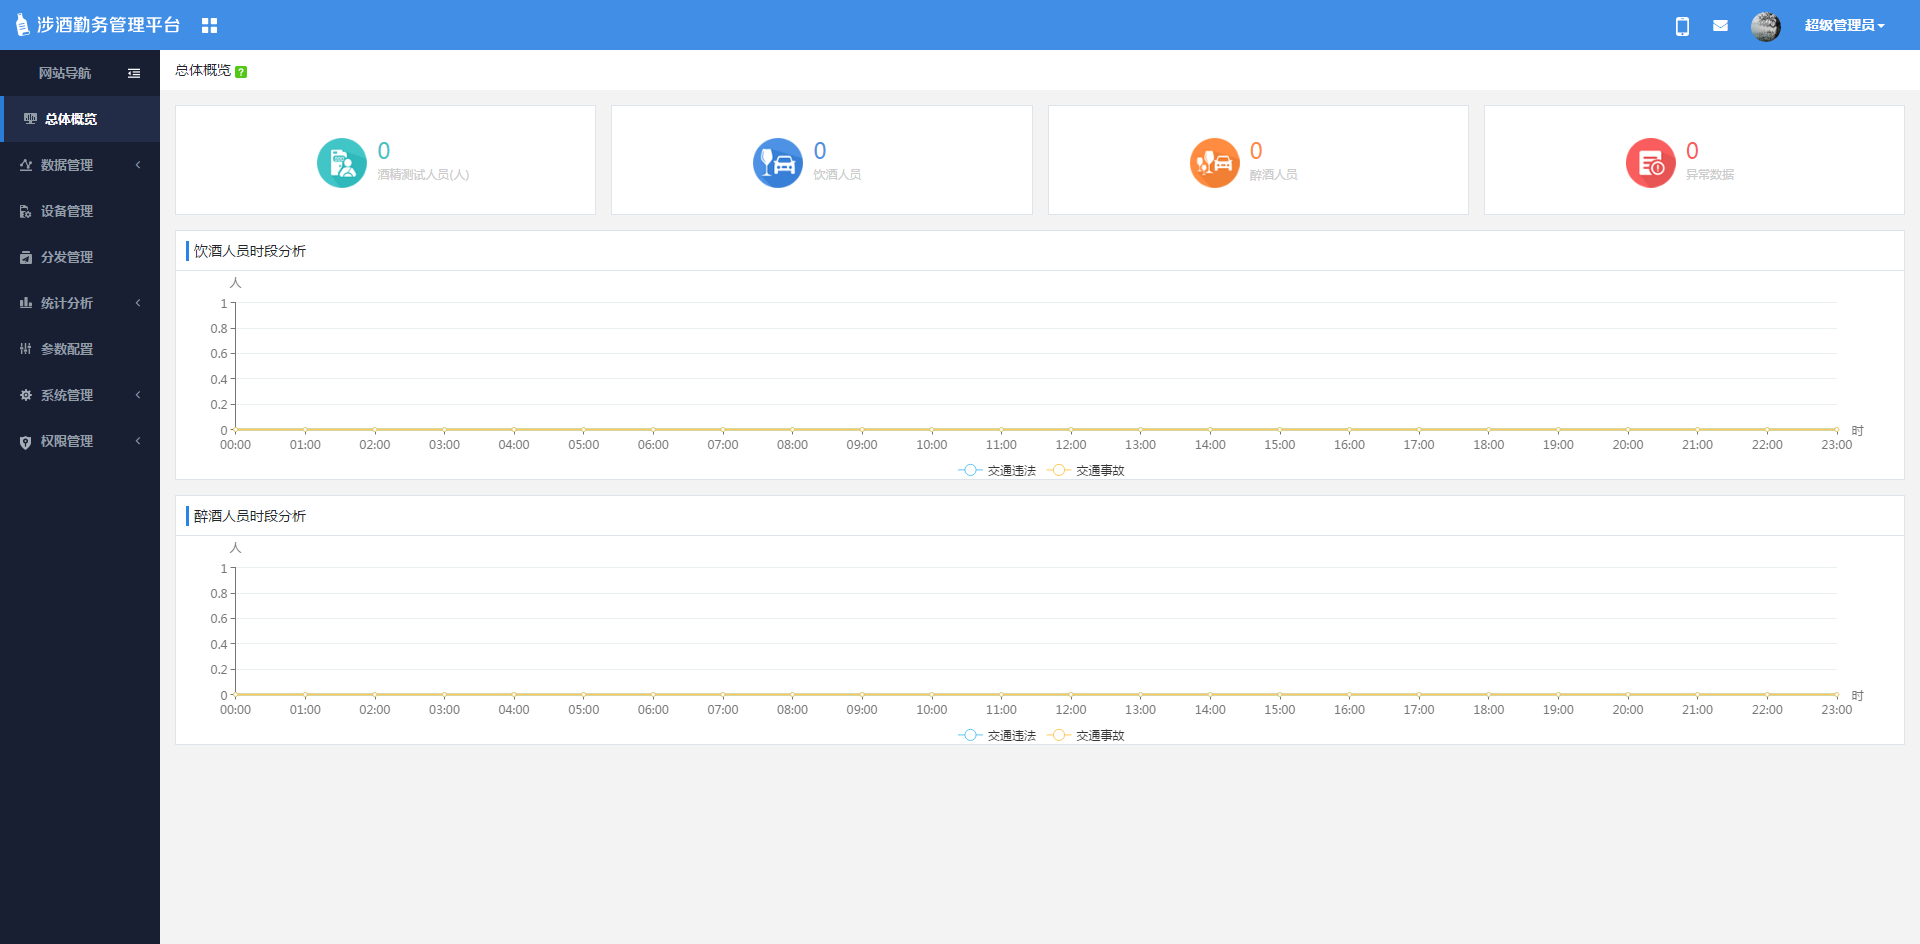 涉酒勤务管理平台
超级管理员
网站导航
总体概览
数据管理
设备管理
分发管理
统计分析
参数配置
系统管理
权限管理
总体概览 ?
0
酒精测试人员(人)
0
饮酒人员
0
醉酒人员
0
异常数据
饮酒人员时段分析
人
1
0.8
0.6
0.4
0.2
0
00:00 01:00 02:00 03:00 04:00 05:00 06:00 07:00 08:00 09:00 10:00 11:00 12:00 13:00 14:00 15:00 16:00 17:00 18:00 19:00 20:00 21:00 22:00 23:00 时
交通违法 交通事故
醉酒人员时段分析
人
1
0.8
0.6
0.4
0.2
0
00:00 01:00 02:00 03:00 04:00 05:00 06:00 07:00 08:00 09:00 10:00 11:00 12:00 13:00 14:00 15:00 16:00 17:00 18:00 19:00 20:00 21:00 22:00 23:00 时
交通违法 交通事故